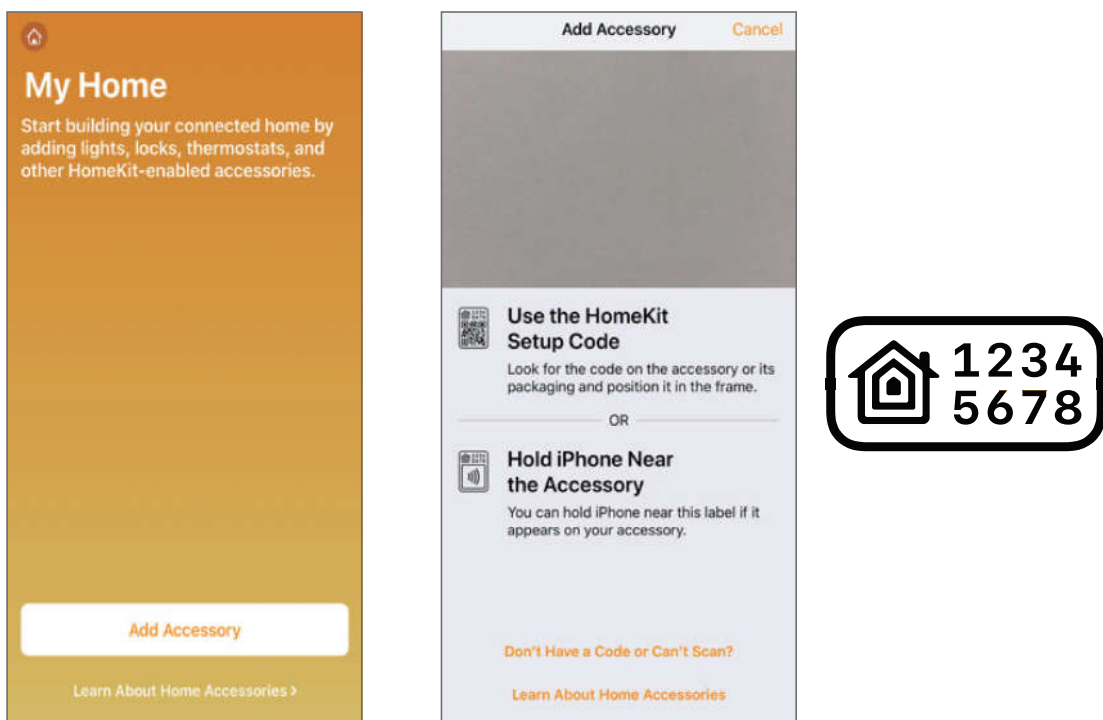 My Home
Start building your connected home by
adding lights, locks, thermostats, and
other HomeKit-enabled accessories.
Add Accessory
Learn About Home Accessories >
Add Accessory
Cancel
Use the HomeKit
Setup Code
Look for the code on the accessory or its
packaging and position it in the frame.
OR
Hold iPhone Near
the Accessory
You can hold iPhone near this label if it
appears on your accessory.
Don't Have a Code or Can't Scan?
Learn About Home Accessories
1234
5678